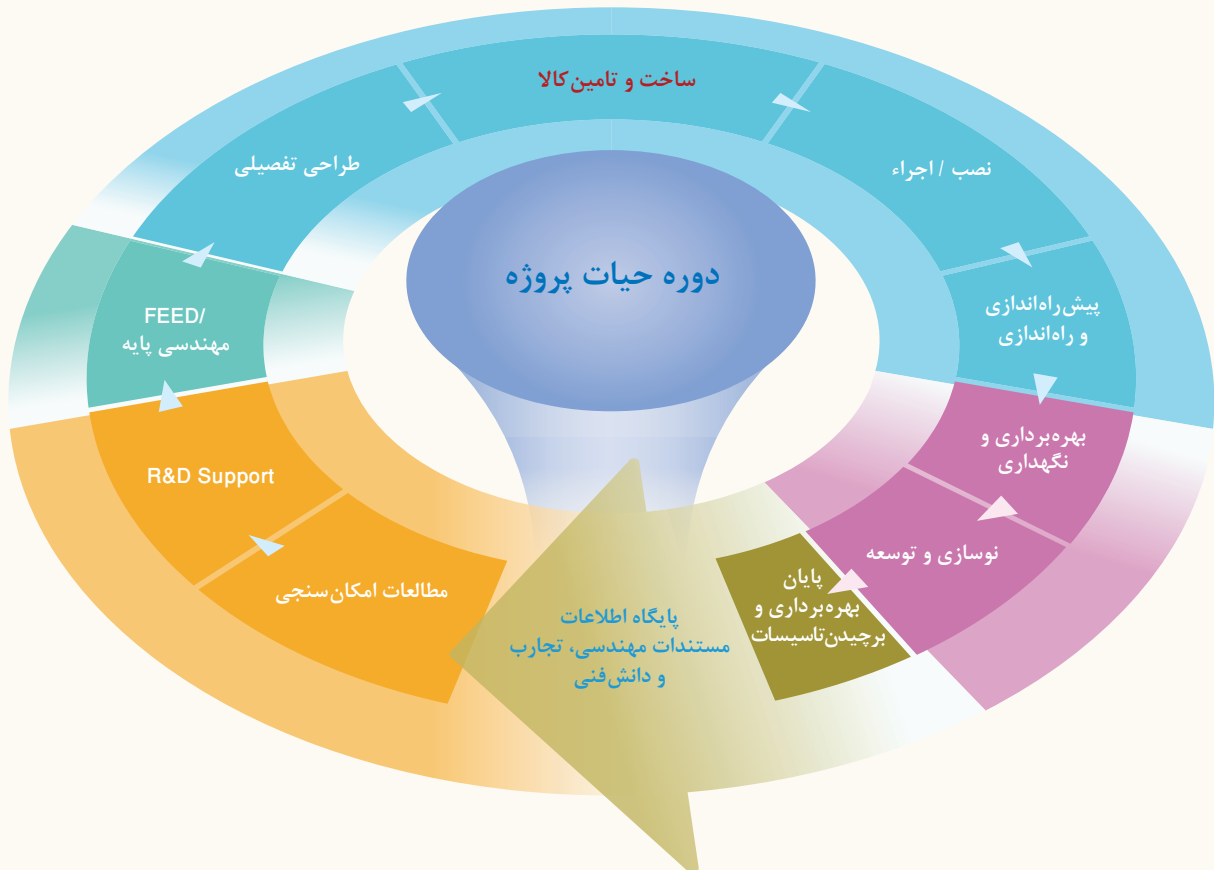 ساخت و تامین کالا
طراحی تفصیلی
نصب / اجراء
دوره حیات پروژه
FEED/
مهندسی پایه
پیش‌راه‌اندازی
و راه‌اندازی
بهره‌برداری و
نگهداری
R&D Support
نوسازی و توسعه
مطالعات امکان‌سنجی
پایان
بهره‌برداری و
برچیدن‌تاسیسات
پایگاه اطلاعات
مستندات مهندسی، تجارب
و دانش‌فنی